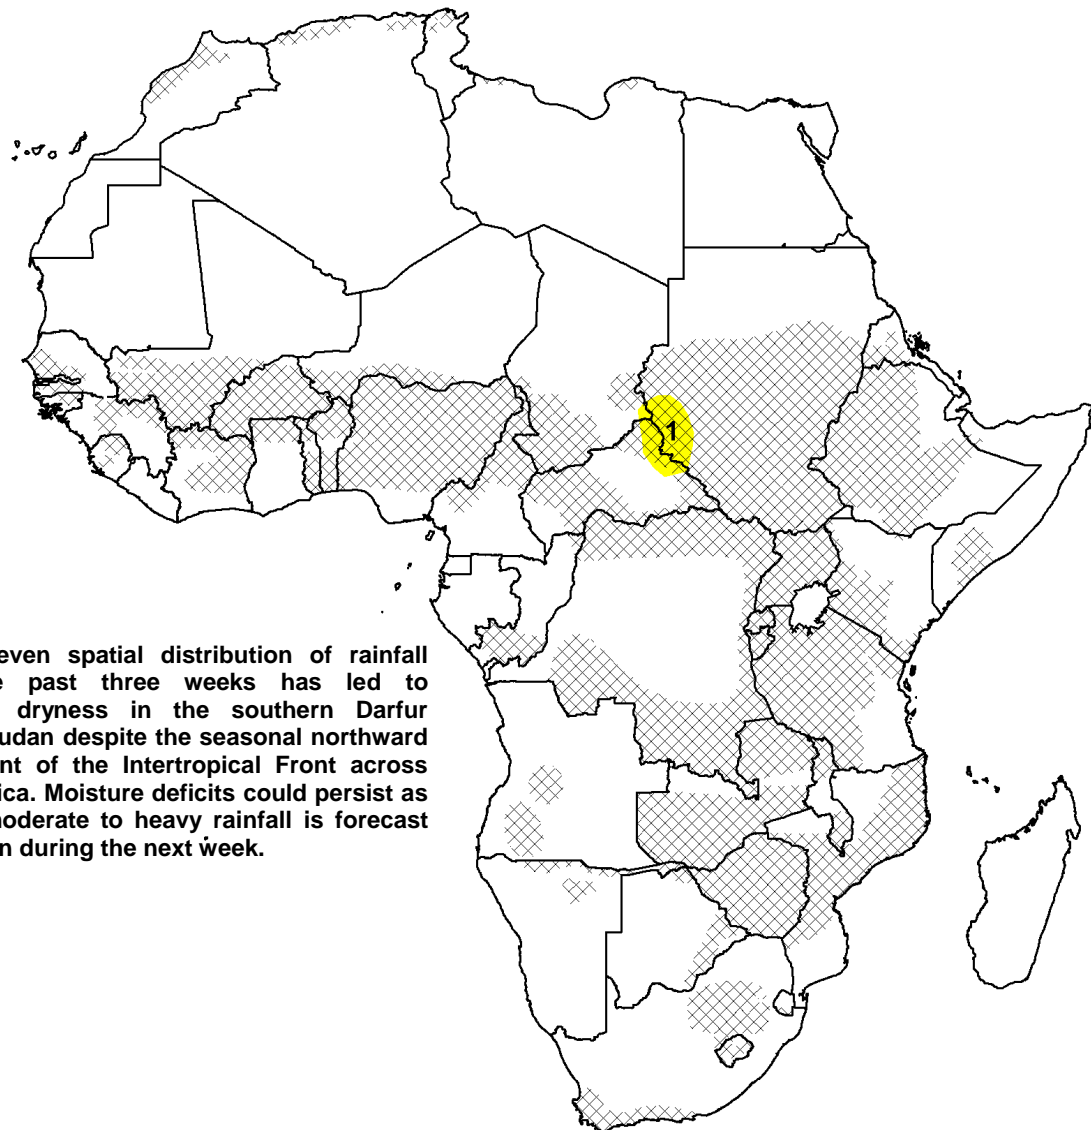 1
even spatial distribution of rainfall
past three weeks has led to
dryness in the southern Darfur
udan despite the seasonal northward
nt of the Intertropical Front across
ica. Moisture deficits could persist as
moderate to heavy rainfall is forecast
n during the next week.